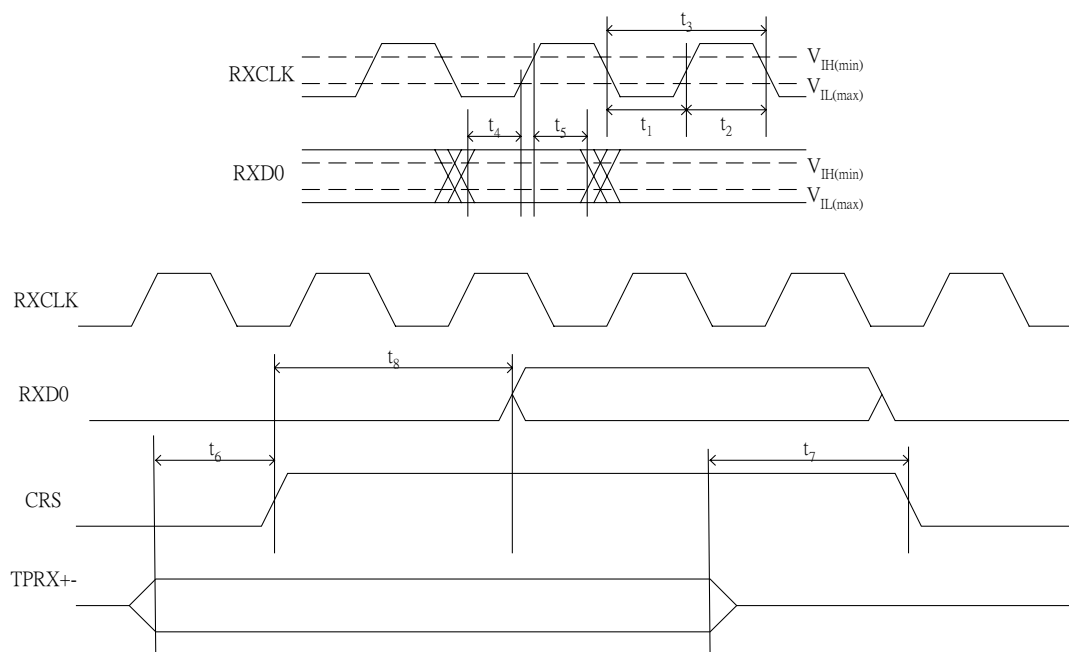 t3
RXCLK
VIH(min)
VIL(max)
t4
t5
t1
t2
RXD0
VIH(min)
VIL(max)
RXCLK
t8
RXD0
t6
t7
CRS
TPRX+-